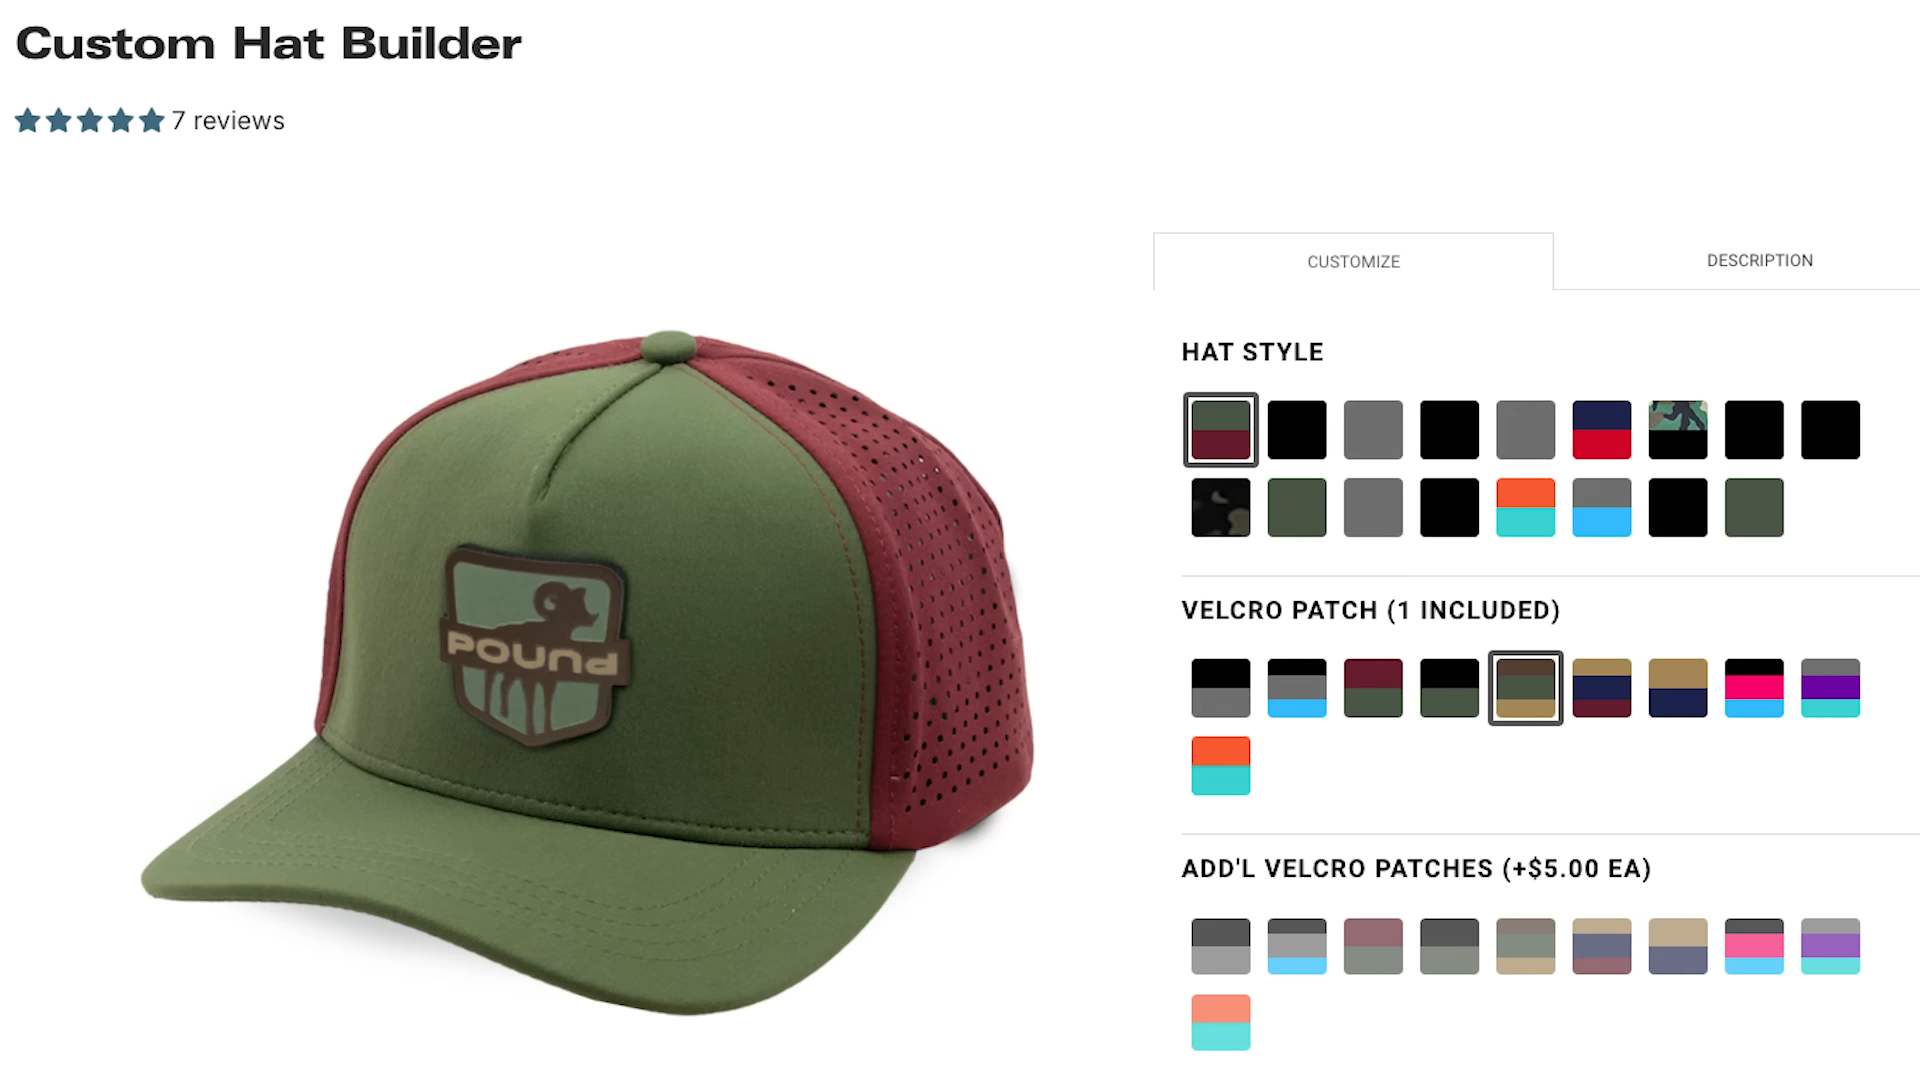 Custom Hat Builder
7 reviews
CUSTOMIZE
DESCRIPTION
HAT STYLE
POUnd
VELCRO PATCH (1 INCLUDED)
ADD'L VELCRO PATCHES (+$5.00 EA)